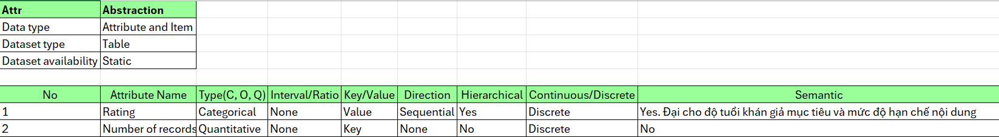 Attr Abstraction
Data type Attribute and Item
Dataset type Table
Dataset availability Static
No Attribute Name Type(C, O, Q) Interval/Ratio Key/Value Direction Hierarchical Continuous/Discrete Semantic
1 Rating Categorical None Value Sequential Yes Discrete Yes. Đại cho độ tuổi khán giả mục tiêu và mức độ hạn chế nội dung
2 Number of records Quantitative None Key None No Discrete No